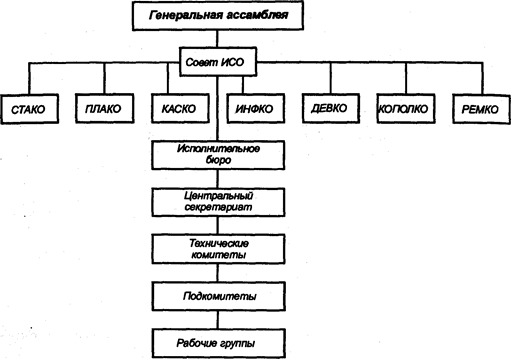 Генеральная ассамблея
Совет ИСО
СТАКО ПЛАКО КАСКО ИНФКО ДЕВКО КОПОЛКО РЕМКО
Исполнительное
бюро
Центральный
секретариат
Технические
комитеты
Подкомитеты
Рабочие группы